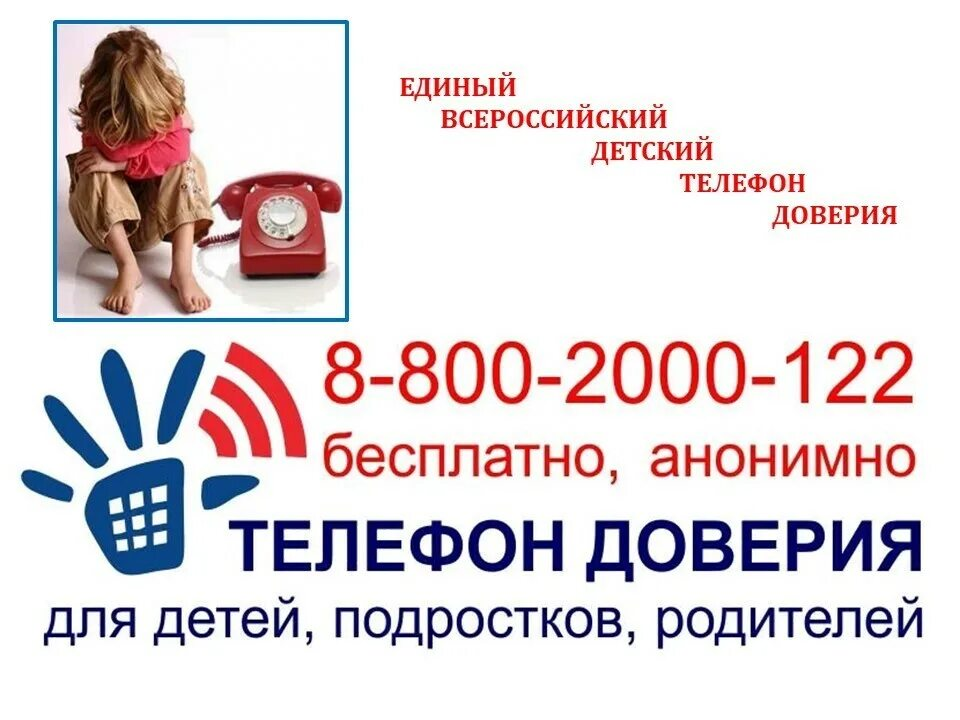 ЕДИНЫЙ
ВСЕРОССИЙСКИЙ
ДЕТСКИЙ
ТЕЛЕФОН
ДОВЕРИЯ
8-800-2000-122
бесплатно, анонимно
ТЕЛЕФОН ДОВЕРИЯ
для детей, подростков, родителей